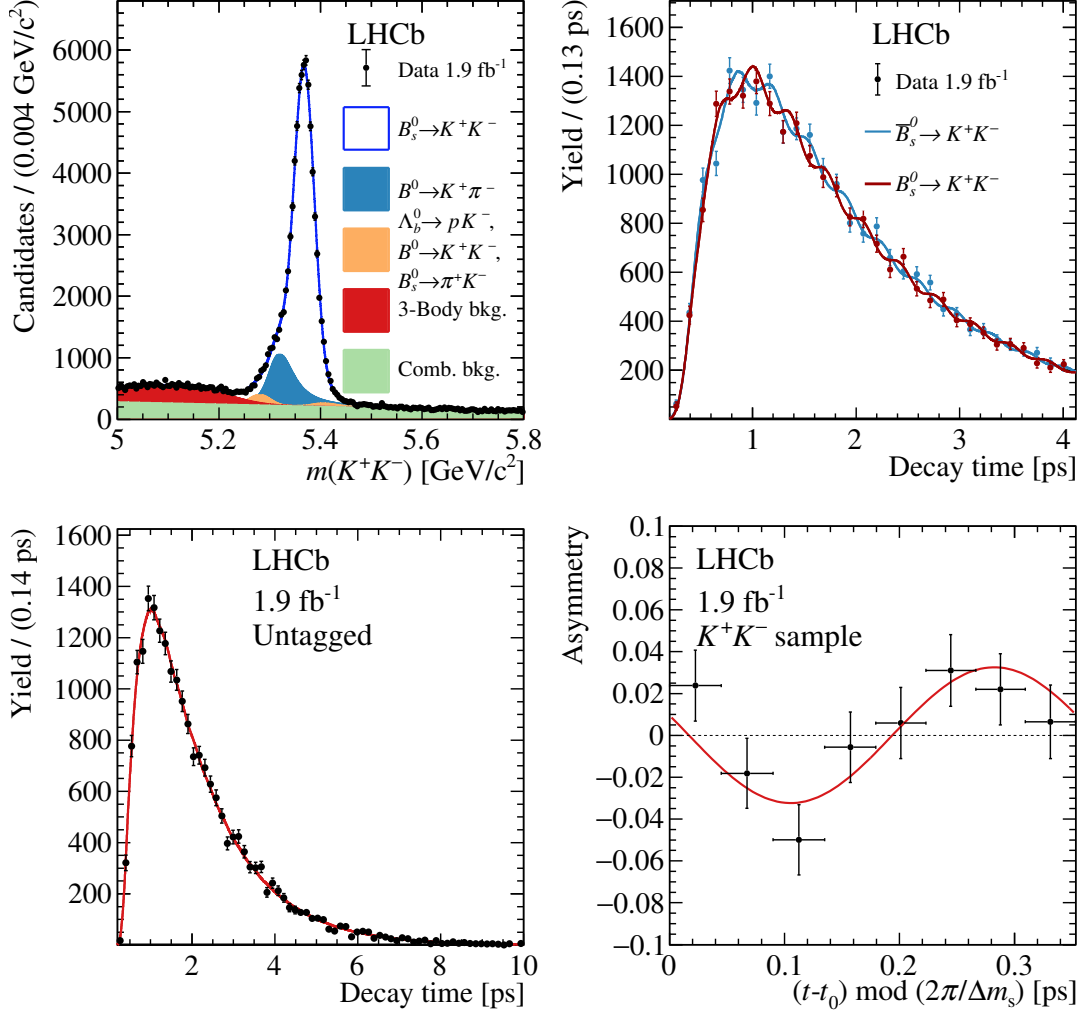 LHCb
Data 1.9 fb⁻¹
B⁰ₛ→K⁺K⁻
B⁰→K⁺π⁻
Λ⁰_b→pK⁻,
B⁰→K⁺K⁻,
B⁰ₛ→π⁺K⁻
3-Body bkg.
Comb. bkg.
Candidates / (0.004 GeV/c²)
6000
5000
4000
3000
2000
1000
0
5 5.2 5.4 5.6 5.8
m(K⁺K⁻) [GeV/c²]
LHCb
Data 1.9 fb⁻¹
B̅⁰ₛ→K⁺K⁻
B⁰ₛ→K⁺K⁻
Yield / (0.13 ps)
1600
1400
1200
1000
800
600
400
200
1 2 3 4
Decay time [ps]
LHCb
1.9 fb⁻¹
Untagged
Yield / (0.14 ps)
1600
1400
1200
1000
800
600
400
200
2 4 6 8 10
Decay time [ps]
LHCb
1.9 fb⁻¹
K⁺K⁻ sample
Asymmetry
0.1
0.08
0.06
0.04
0.02
0
−0.02
−0.04
−0.06
−0.08
−0.1
0 0.1 0.2 0.3
(t-t₀) mod (2π/Δmₛ) [ps]